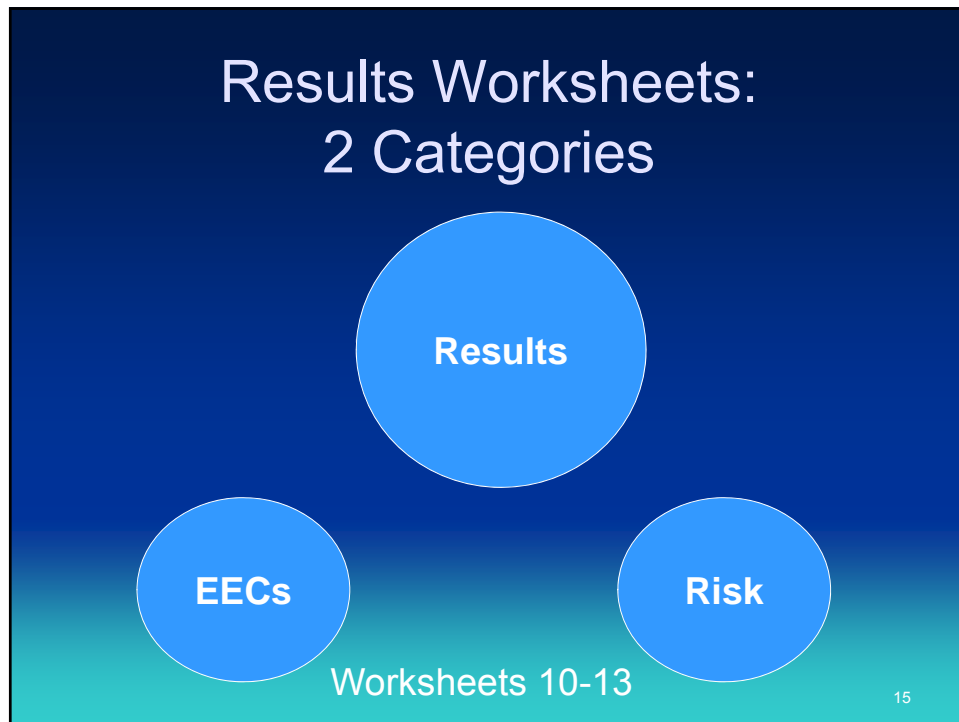 Results Worksheets:
2 Categories
Results
EECs
Risk
Worksheets 10-13
15